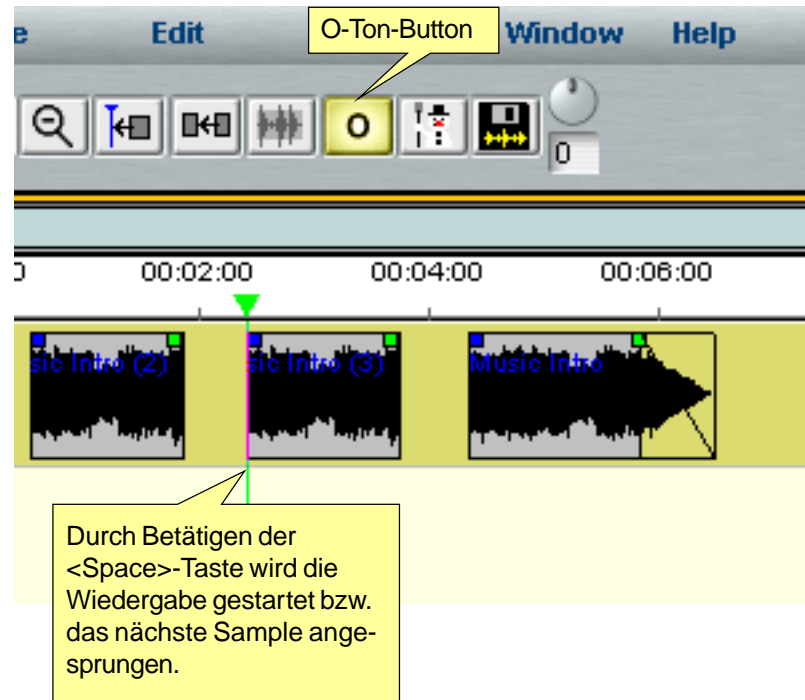 e Edit O-Ton-Button Window Help
O
0
0 00:02:00 00:04:00 00:06:00
sic Intro (2) sic Intro (3) Music Intro
Durch Betätigen der
<Space>-Taste wird die
Wiedergabe gestartet bzw.
das nächste Sample ange-
sprungen.